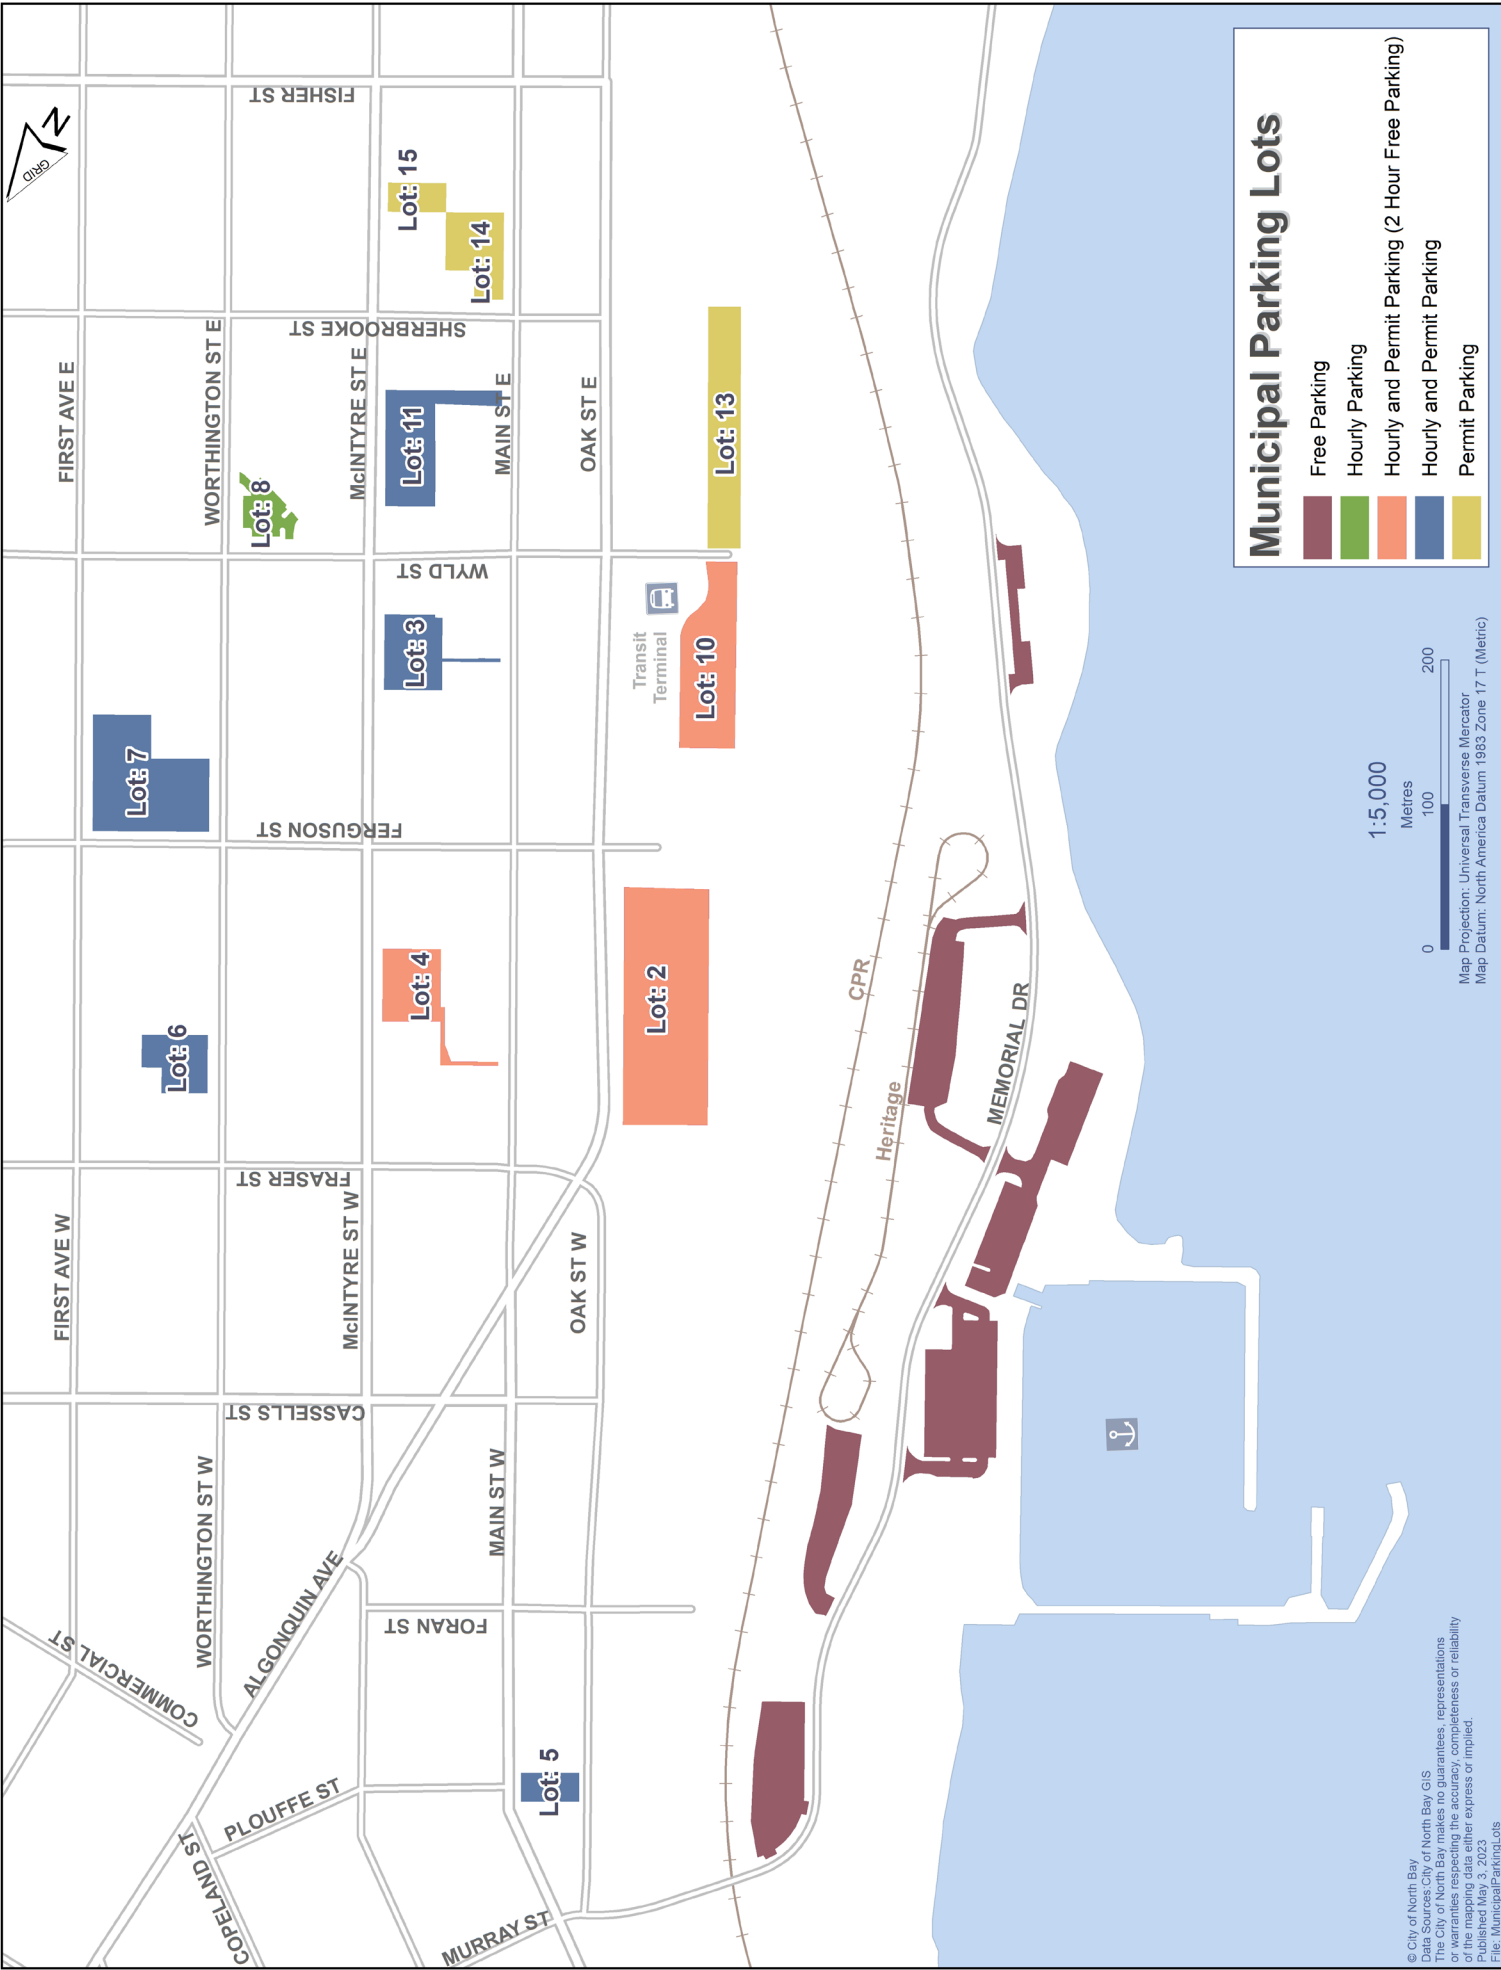 Municipal Parking Lots
Free Parking
Hourly Parking
Hourly and Permit Parking (2 Hour Free Parking)
Hourly and Permit Parking
Permit Parking
GRID
N
COMMERCIAL ST
FIRST AVE W
FIRST AVE E
COPELAND ST
PLOUFFE ST
ALGONQUIN AVE
WORTHINGTON ST W
WORTHINGTON ST E
CASSELLS ST
FRASER ST
FERGUSON ST
FISHER ST
SHERBROOKE ST
McINTYRE ST W
McINTYRE ST E
FORAN ST
WYLD ST
MURRAY ST
MAIN ST W
MAIN ST E
OAK ST W
OAK ST E
Lot: 6
Lot: 7
Lot: 8
Lot: 4
Lot: 3
Lot: 11
Lot: 15
Lot: 14
Lot: 5
Lot: 2
Lot: 10
Lot: 13
Transit
Terminal
CPR
Heritage
MEMORIAL DR
1:5,000
Metres
0 100 200
Map Projection: Universal Transverse Mercator
Map Datum: North America Datum 1983 Zone 17 T (Metric)
© City of North Bay
Data Sources:City of North Bay GIS
The City of North Bay makes no guarantees, representations
or warranties respecting the accuracy, completeness or reliability
of the mapping data either express or implied.
Published May 3, 2023
File: MunicipalParkingLots